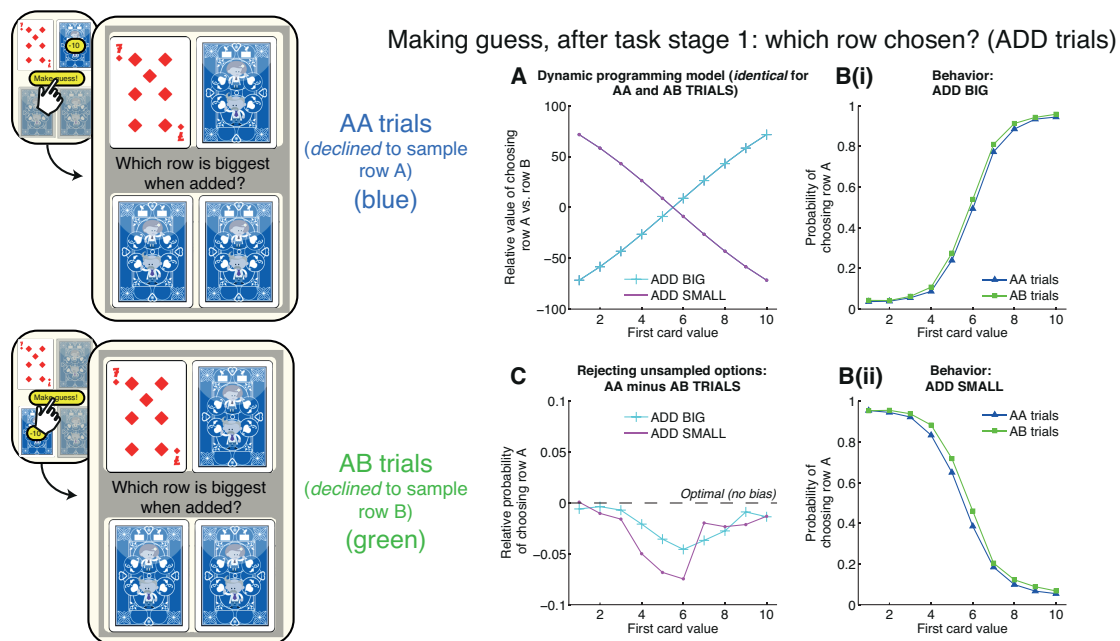 Making guess, after task stage 1: which row chosen? (ADD trials)
7
-10
Make guess!
7
7
Which row is biggest
when added?
AA trials
(declined to sample
row A)
(blue)
7
-10
Make guess!
7
7
Which row is biggest
when added?
AB trials
(declined to sample
row B)
(green)
A
Dynamic programming model (identical for
AA and AB TRIALS)
Relative value of choosing
row A vs. row B
100
50
0
−50
−100
ADD BIG
ADD SMALL
2 4 6 8 10
First card value
B(i)
Behavior:
ADD BIG
Probability of
choosing row A
1
0.8
0.6
0.4
0.2
0
AA trials
AB trials
2 4 6 8 10
First card value
C
Rejecting unsampled options:
AA minus AB TRIALS
Relative probability
of choosing row A
0.1
0.05
0
−0.05
−0.1
ADD BIG
ADD SMALL
Optimal (no bias)
2 4 6 8 10
First card value
B(ii)
Behavior:
ADD SMALL
Probability of
choosing row A
1
0.8
0.6
0.4
0.2
0
AA trials
AB trials
2 4 6 8 10
First card value